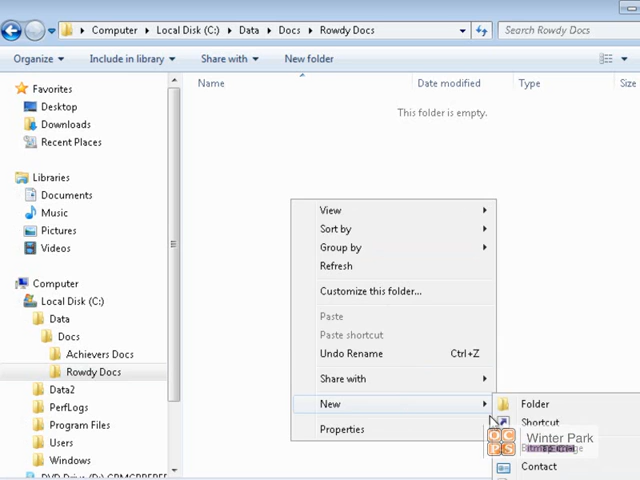 Computer Local Disk (C:) Data Docs Rowdy Docs Search Rowdy Docs
Organize Include in library Share with New folder
Name Date modified Type Size
This folder is empty.
Favorites
Desktop
Downloads
Recent Places
Libraries
Documents
Music
Pictures
Videos
Computer
Local Disk (C:)
Data
Docs
Achievers Docs
Rowdy Docs
Data2
PerfLogs
Program Files
Users
Windows
View
Sort by
Group by
Refresh
Customize this folder...
Paste
Paste shortcut
Undo Rename Ctrl+Z
Share with
New
Properties
Folder
Shortcut
Contact
OCPS
Winter Park